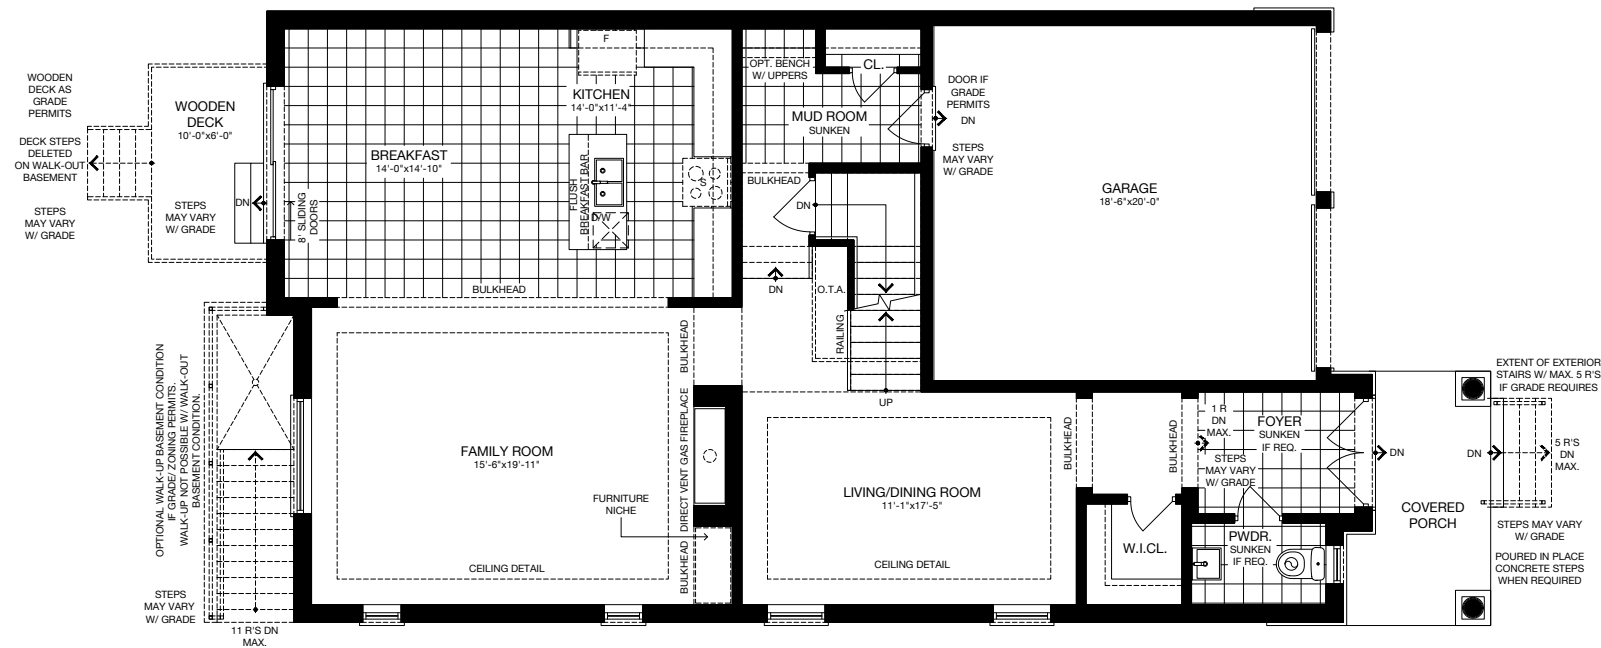 WOODEN
DECK AS
GRADE
PERMITS
DECK STEPS
DELETED
ON WALK-OUT
BASEMENT
STEPS
MAY VARY
W/ GRADE
WOODEN
DECK
10'-0"x6'-0"
STEPS
MAY VARY
W/ GRADE
DN
8' SLIDING
DOORS
BREAKFAST
14'-0"x14'-10"
F
KITCHEN
14'-0"x11'-4"
FLUSH
BREAKFAST BAR
D/W
S
BULKHEAD
OPT. BENCH
W/ UPPERS
CL.
MUD ROOM
SUNKEN
BULKHEAD
DN
DN
O.T.A.
RAILING
UP
DOOR IF
GRADE
PERMITS
DN
STEPS
MAY VARY
W/ GRADE
GARAGE
18'-6"x20'-0"
OPTIONAL WALK-UP BASEMENT CONDITION
IF GRADE/ ZONING PERMITS.
WALK-UP NOT POSSIBLE W/ WALK-OUT
BASEMENT CONDITION.
STEPS
MAY VARY
W/ GRADE
11 R'S DN
MAX.
FAMILY ROOM
15'-6"x19'-11"
CEILING DETAIL
FURNITURE
NICHE
BULKHEAD
DIRECT VENT GAS FIREPLACE
BULKHEAD
LIVING/DINING ROOM
11'-1"x17'-5"
CEILING DETAIL
BULKHEAD
BULKHEAD
W.I.CL.
1 R
DN
MAX.
FOYER
SUNKEN
IF REQ.
STEPS
MAY VARY
W/ GRADE
PWDR.
SUNKEN
IF REQ.
DN
DN
COVERED
PORCH
EXTENT OF EXTERIOR
STAIRS W/ MAX. 5 R'S
IF GRADE REQUIRES
5 R'S
DN
MAX.
STEPS MAY VARY
W/ GRADE
POURED IN PLACE
CONCRETE STEPS
WHEN REQUIRED